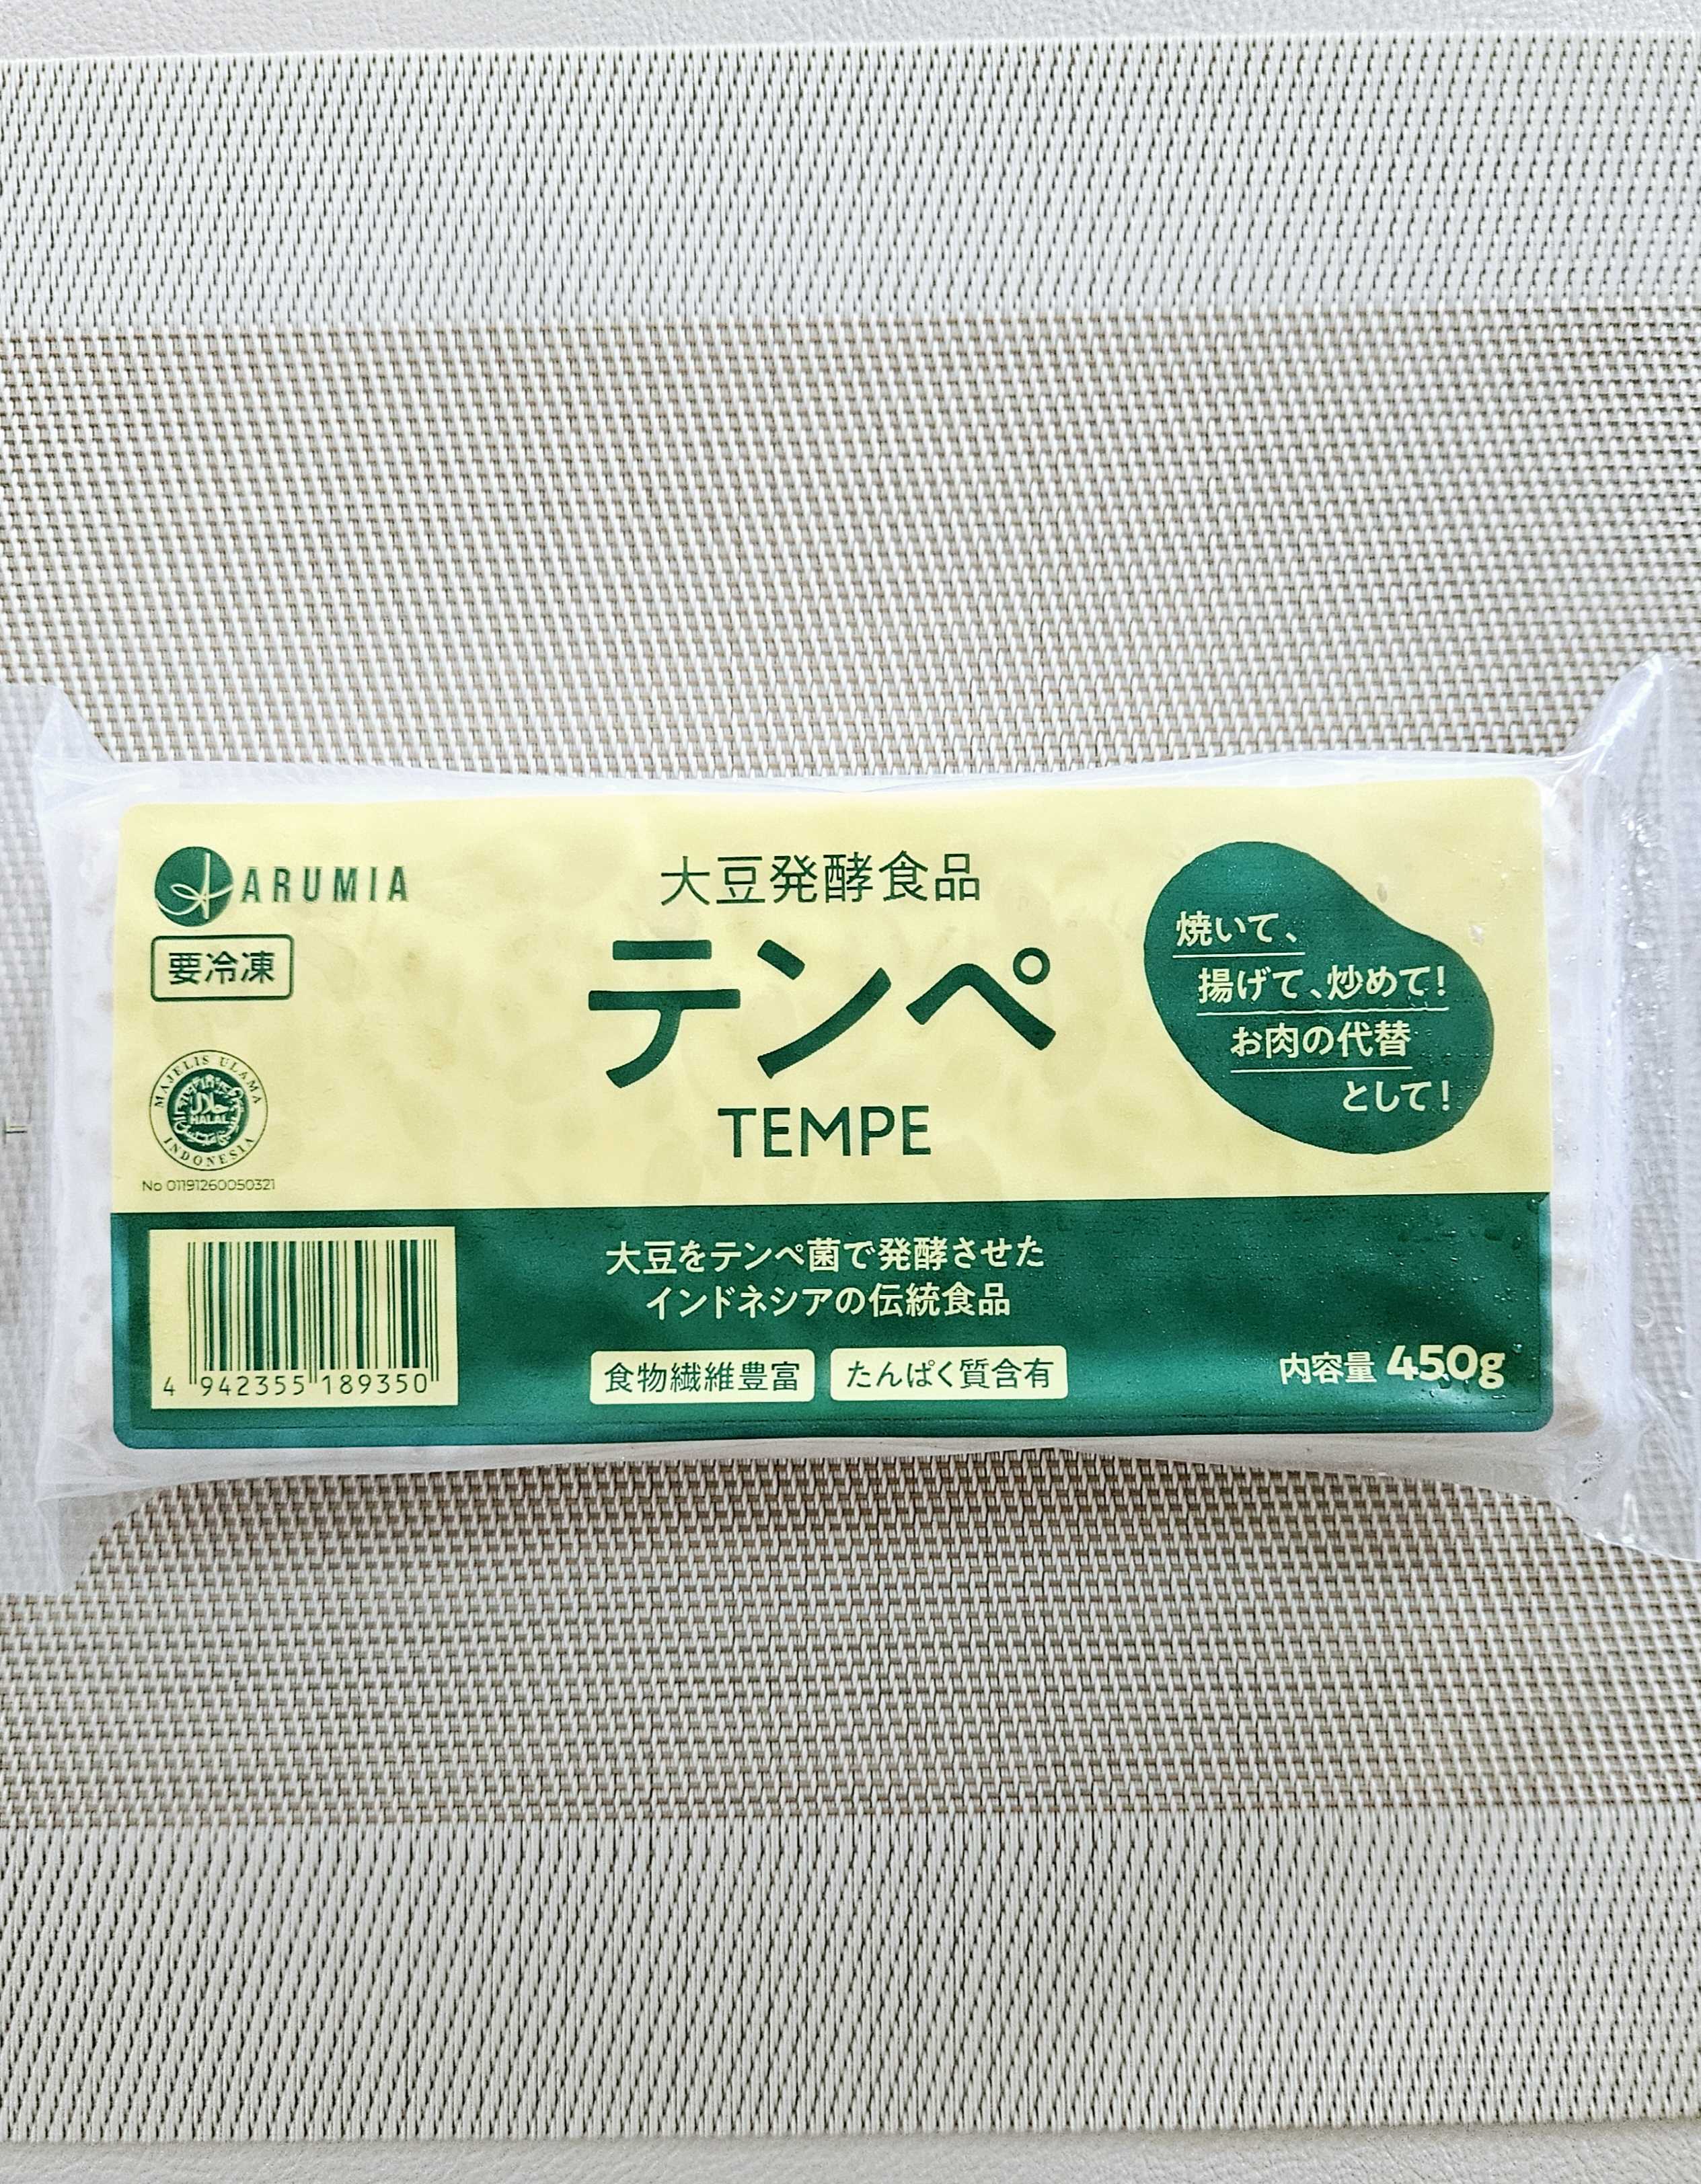 ARUMIA
要冷凍
MAJELIS ULAMA
حلال
HALAL
INDONESIA
No 01191260050321
大豆発酵食品
テンペ
TEMPE
焼いて、
揚げて、炒めて!
お肉の代替
として!
4 942355 189350
大豆をテンペ菌で発酵させた
インドネシアの伝統食品
食物繊維豊富
たんぱく質含有
内容量 450g